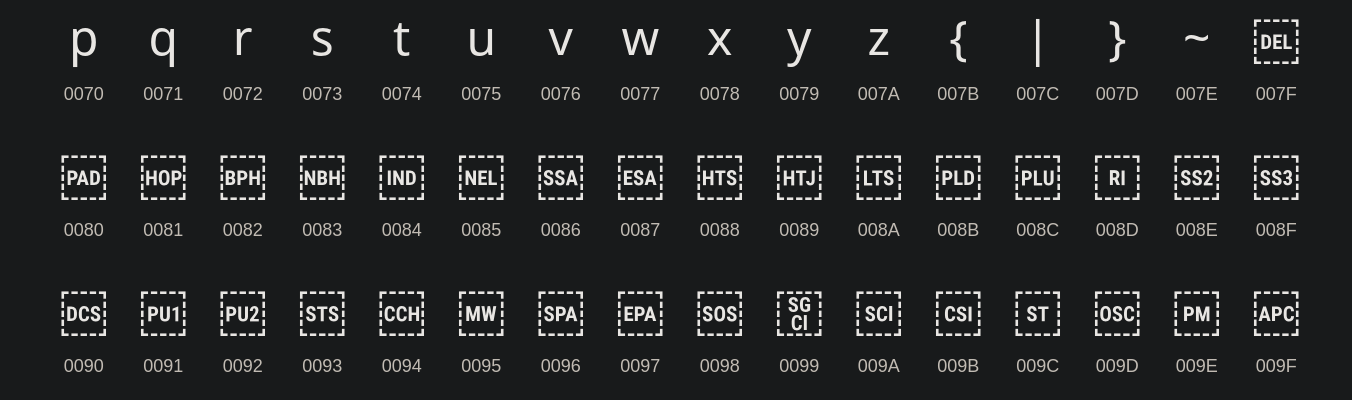 p q r s t u v w x y z { | } ~ DEL
0070 0071 0072 0073 0074 0075 0076 0077 0078 0079 007A 007B 007C 007D 007E 007F
PAD HOP BPH NBH IND NEL SSA ESA HTS HTJ LTS PLD PLU RI SS2 SS3
0080 0081 0082 0083 0084 0085 0086 0087 0088 0089 008A 008B 008C 008D 008E 008F
DCS PU1 PU2 STS CCH MW SPA EPA SOS SG CI SCI CSI ST OSC PM APC
0090 0091 0092 0093 0094 0095 0096 0097 0098 0099 009A 009B 009C 009D 009E 009F